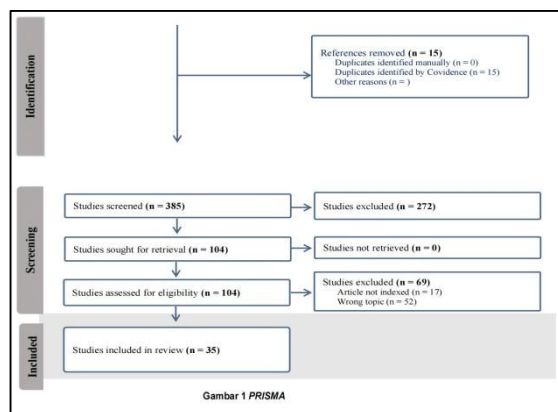 Identification
References removed (n = 15)
Duplicates identified manually (n = 0)
Duplicates identified by Covidence (n = 15)
Other reasons (n = )
Screening
Studies screened (n = 385)
Studies excluded (n = 272)
Studies sought for retrieval (n = 104)
Studies not retrieved (n = 0)
Studies assessed for eligibility (n = 104)
Studies excluded (n = 69)
Article not indexed (n = 17)
Wrong topic (n = 52)
Included
Studies included in review (n = 35)
Gambar 1 PRISMA